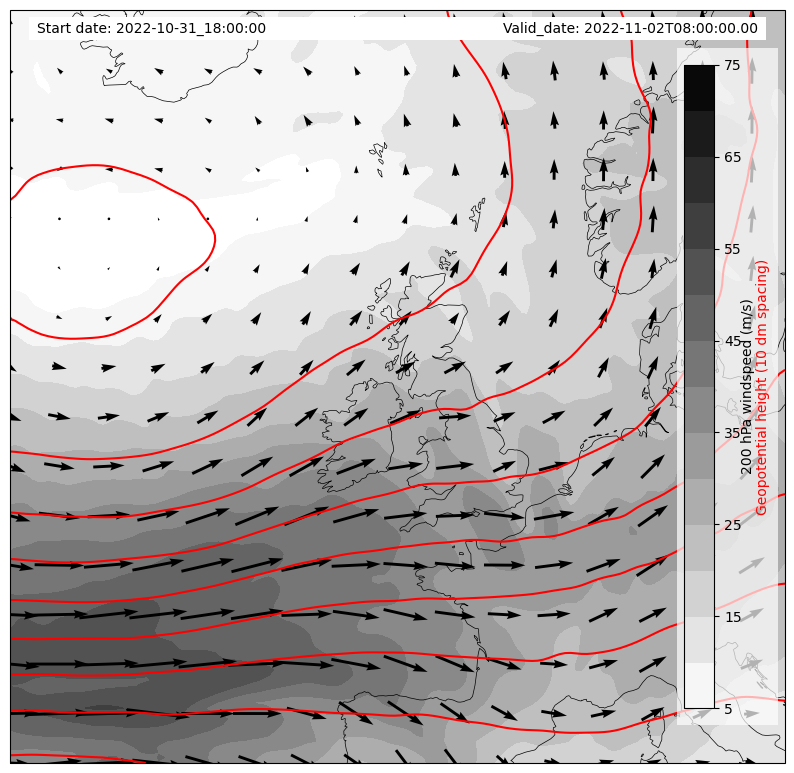 Start date: 2022-10-31_18:00:00
Valid_date: 2022-11-02T08:00:00.00
75
65
55
45
35
25
15
5
200 hPa windspeed (m/s)
Geopotential height (10 dm spacing)